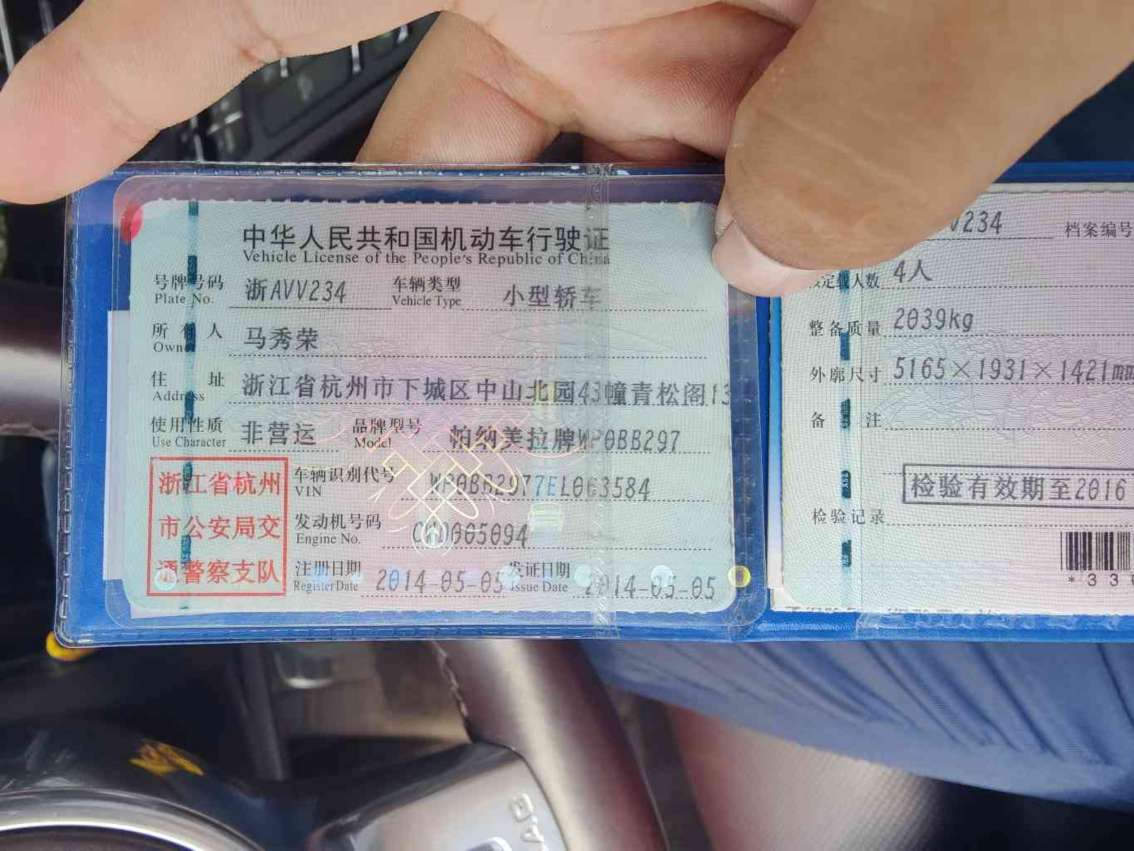 中华人民共和国机动车行驶证
Vehicle License of the People's Republic of China
号牌号码 浙AVV234 车辆类型 小型轿车
Plate No. Vehicle Type
所有人 马秀荣
Owner
住址 浙江省杭州市下城区中山北园43幢青松阁13
Address
使用性质 非营运 品牌型号 帕纳美拉牌WP0BB297
Use Character Model
浙江省杭州
市公安局交
通警察支队
车辆识别代号
VIN
发动机号码
Engine No.
注册日期 2014-05-05 发证日期 2014-05-05
Register Date Issue Date
V234 档案编号
定载人数 4人
整备质量 2039kg
外廓尺寸 5165×1931×1421mm
备注
检验有效期至2016
检验记录
*330